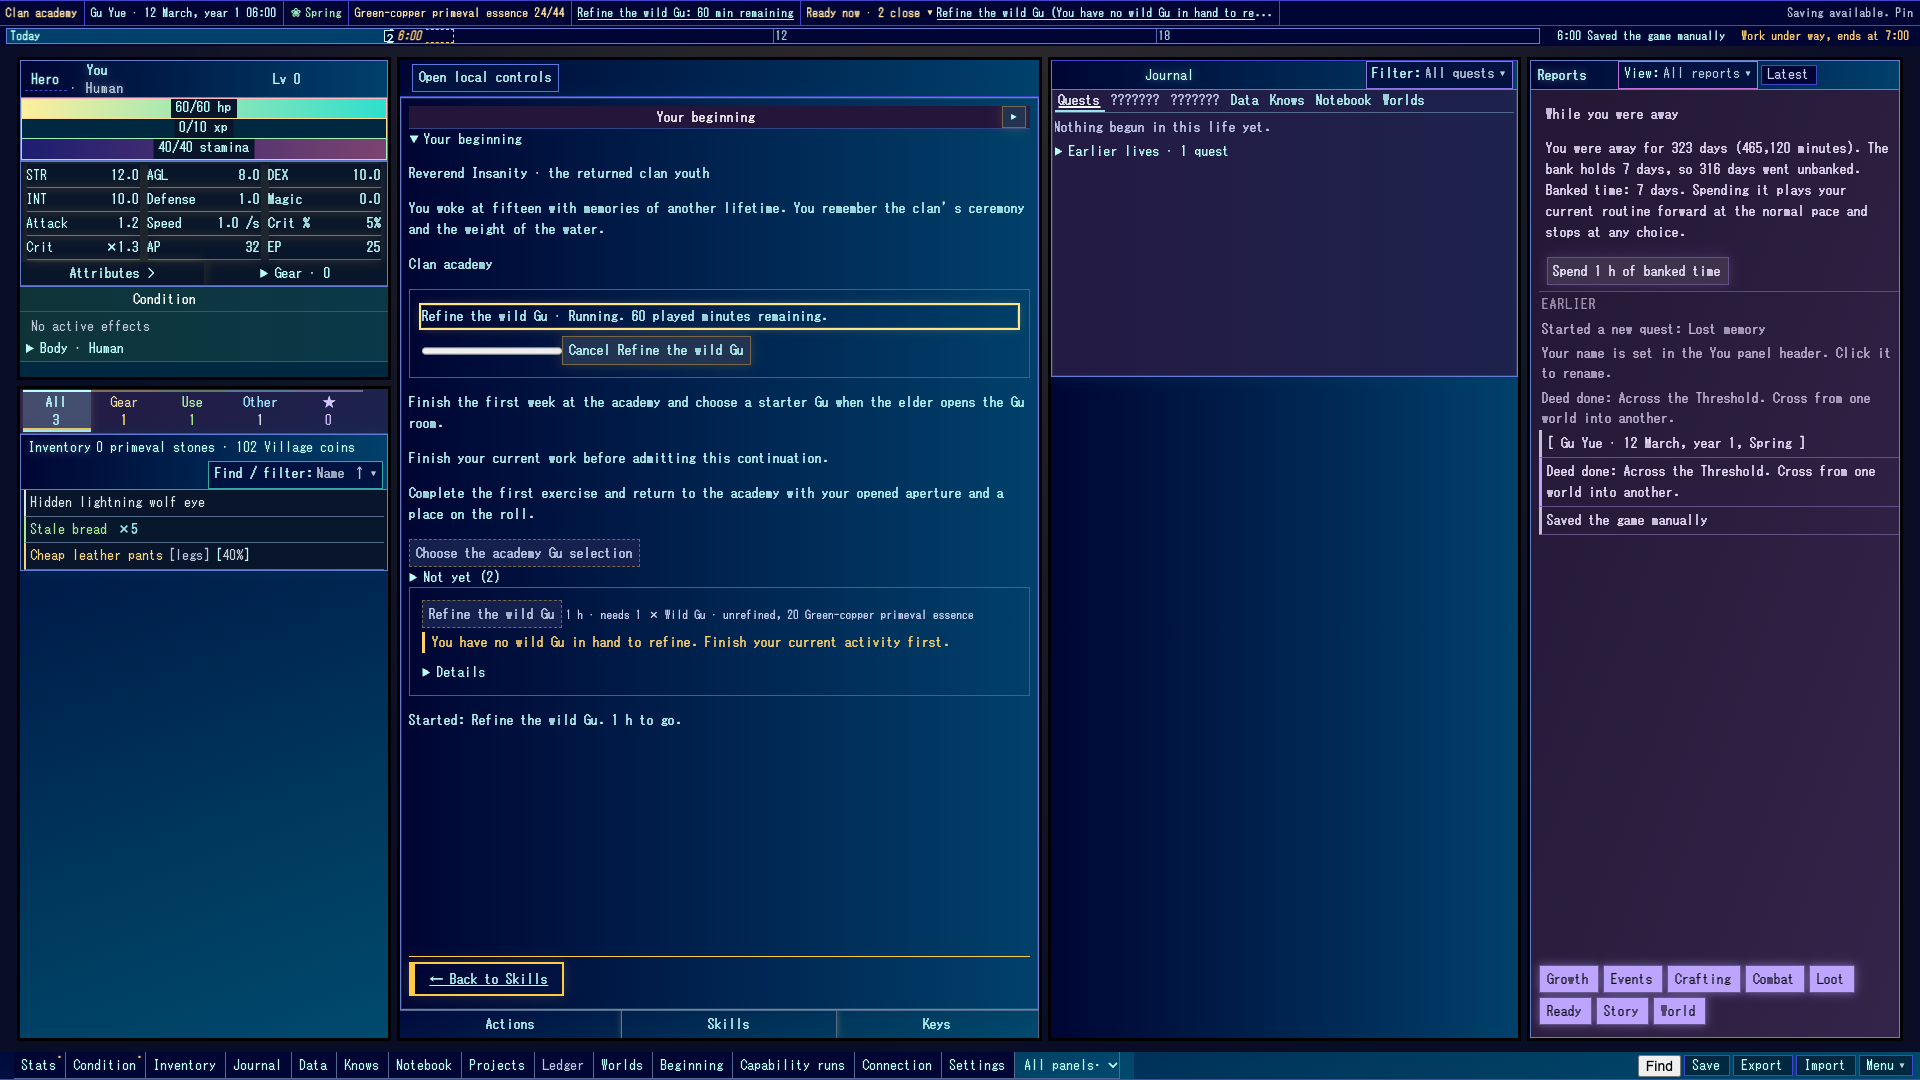 Clan academy
Gu Yue · 12 March, year 1 06:00
❀ Spring
Green-copper primeval essence 24/44
Refine the wild Gu: 60 min remaining
Ready now · 2 close ▾ Refine the wild Gu (You have no wild Gu in hand to re...
Saving available. Pin
Today
2 6:00
12
18
6:00 Saved the game manually
Work under way, ends at 7:00
Hero · You Human Lv 0
60/60 hp
0/10 xp
40/40 stamina
STR 12.0 AGL 8.0 DEX 10.0
INT 10.0 Defense 1.0 Magic 0.0
Attack 1.2 Speed 1.0 /s Crit % 5%
Crit ×1.3 AP 32 EP 25
Attributes > ▶ Gear · 0
Condition
No active effects
▶ Body · Human
All 3
Gear 1
Use 1
Other 1
★ 0
Inventory 0 primeval stones · 102 Village coins
Find / filter: Name ↑ ▾
Hidden lightning wolf eye
Stale bread ×5
Cheap leather pants [legs] [40%]
Open local controls
Your beginning ▸
▼ Your beginning
Reverend Insanity · the returned clan youth
You woke at fifteen with memories of another lifetime. You remember the clan's ceremony
and the weight of the water.
Clan academy
Refine the wild Gu · Running. 60 played minutes remaining.
Cancel Refine the wild Gu
Finish the first week at the academy and choose a starter Gu when the elder opens the Gu
room.
Finish your current work before admitting this continuation.
Complete the first exercise and return to the academy with your opened aperture and a
place on the roll.
Choose the academy Gu selection
▶ Not yet (2)
Refine the wild Gu 1 h · needs 1 × Wild Gu · unrefined, 20 Green-copper primeval essence
You have no wild Gu in hand to refine. Finish your current activity first.
▶ Details
Started: Refine the wild Gu. 1 h to go.
← Back to Skills
Actions
Skills
Keys
Journal
Filter: All quests ▾
Quests ??????? ??????? Data Knows Notebook Worlds
Nothing begun in this life yet.
▶ Earlier lives · 1 quest
Reports
View: All reports ▾
Latest
While you were away
You were away for 323 days (465,120 minutes). The
bank holds 7 days, so 316 days went unbanked.
Banked time: 7 days. Spending it plays your
current routine forward at the normal pace and
stops at any choice.
Spend 1 h of banked time
EARLIER
Started a new quest: Lost memory
Your name is set in the You panel header. Click it
to rename.
Deed done: Across the Threshold. Cross from one
world into another.
[ Gu Yue · 12 March, year 1, Spring ]
Deed done: Across the Threshold. Cross from one
world into another.
Saved the game manually
Growth
Events
Crafting
Combat
Loot
Ready
Story
World
Stats
Condition
Inventory
Journal
Data
Knows
Notebook
Projects
Ledger
Worlds
Beginning
Capability runs
Connection
Settings
All panels·
Find
Save
Export
Import
Menu ▾